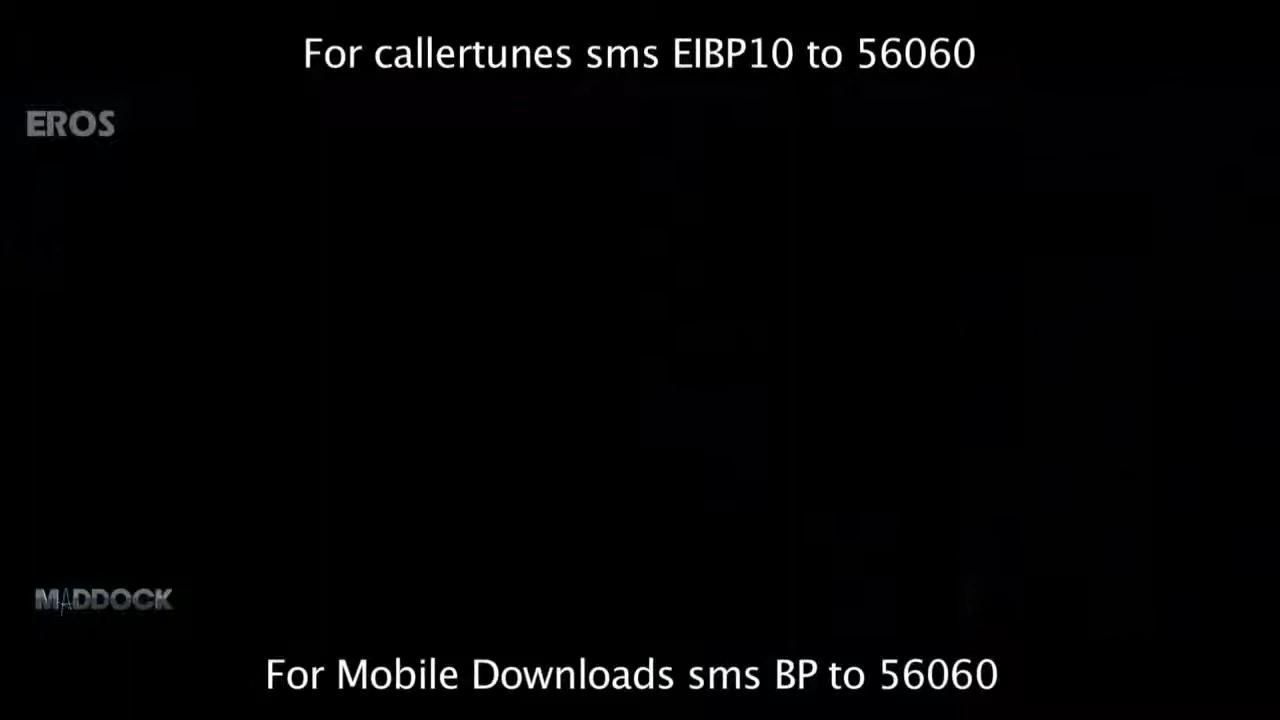 For callertunes sms EIBP10 to 56060
EROS
MADDOCK
For Mobile Downloads sms BP to 56060